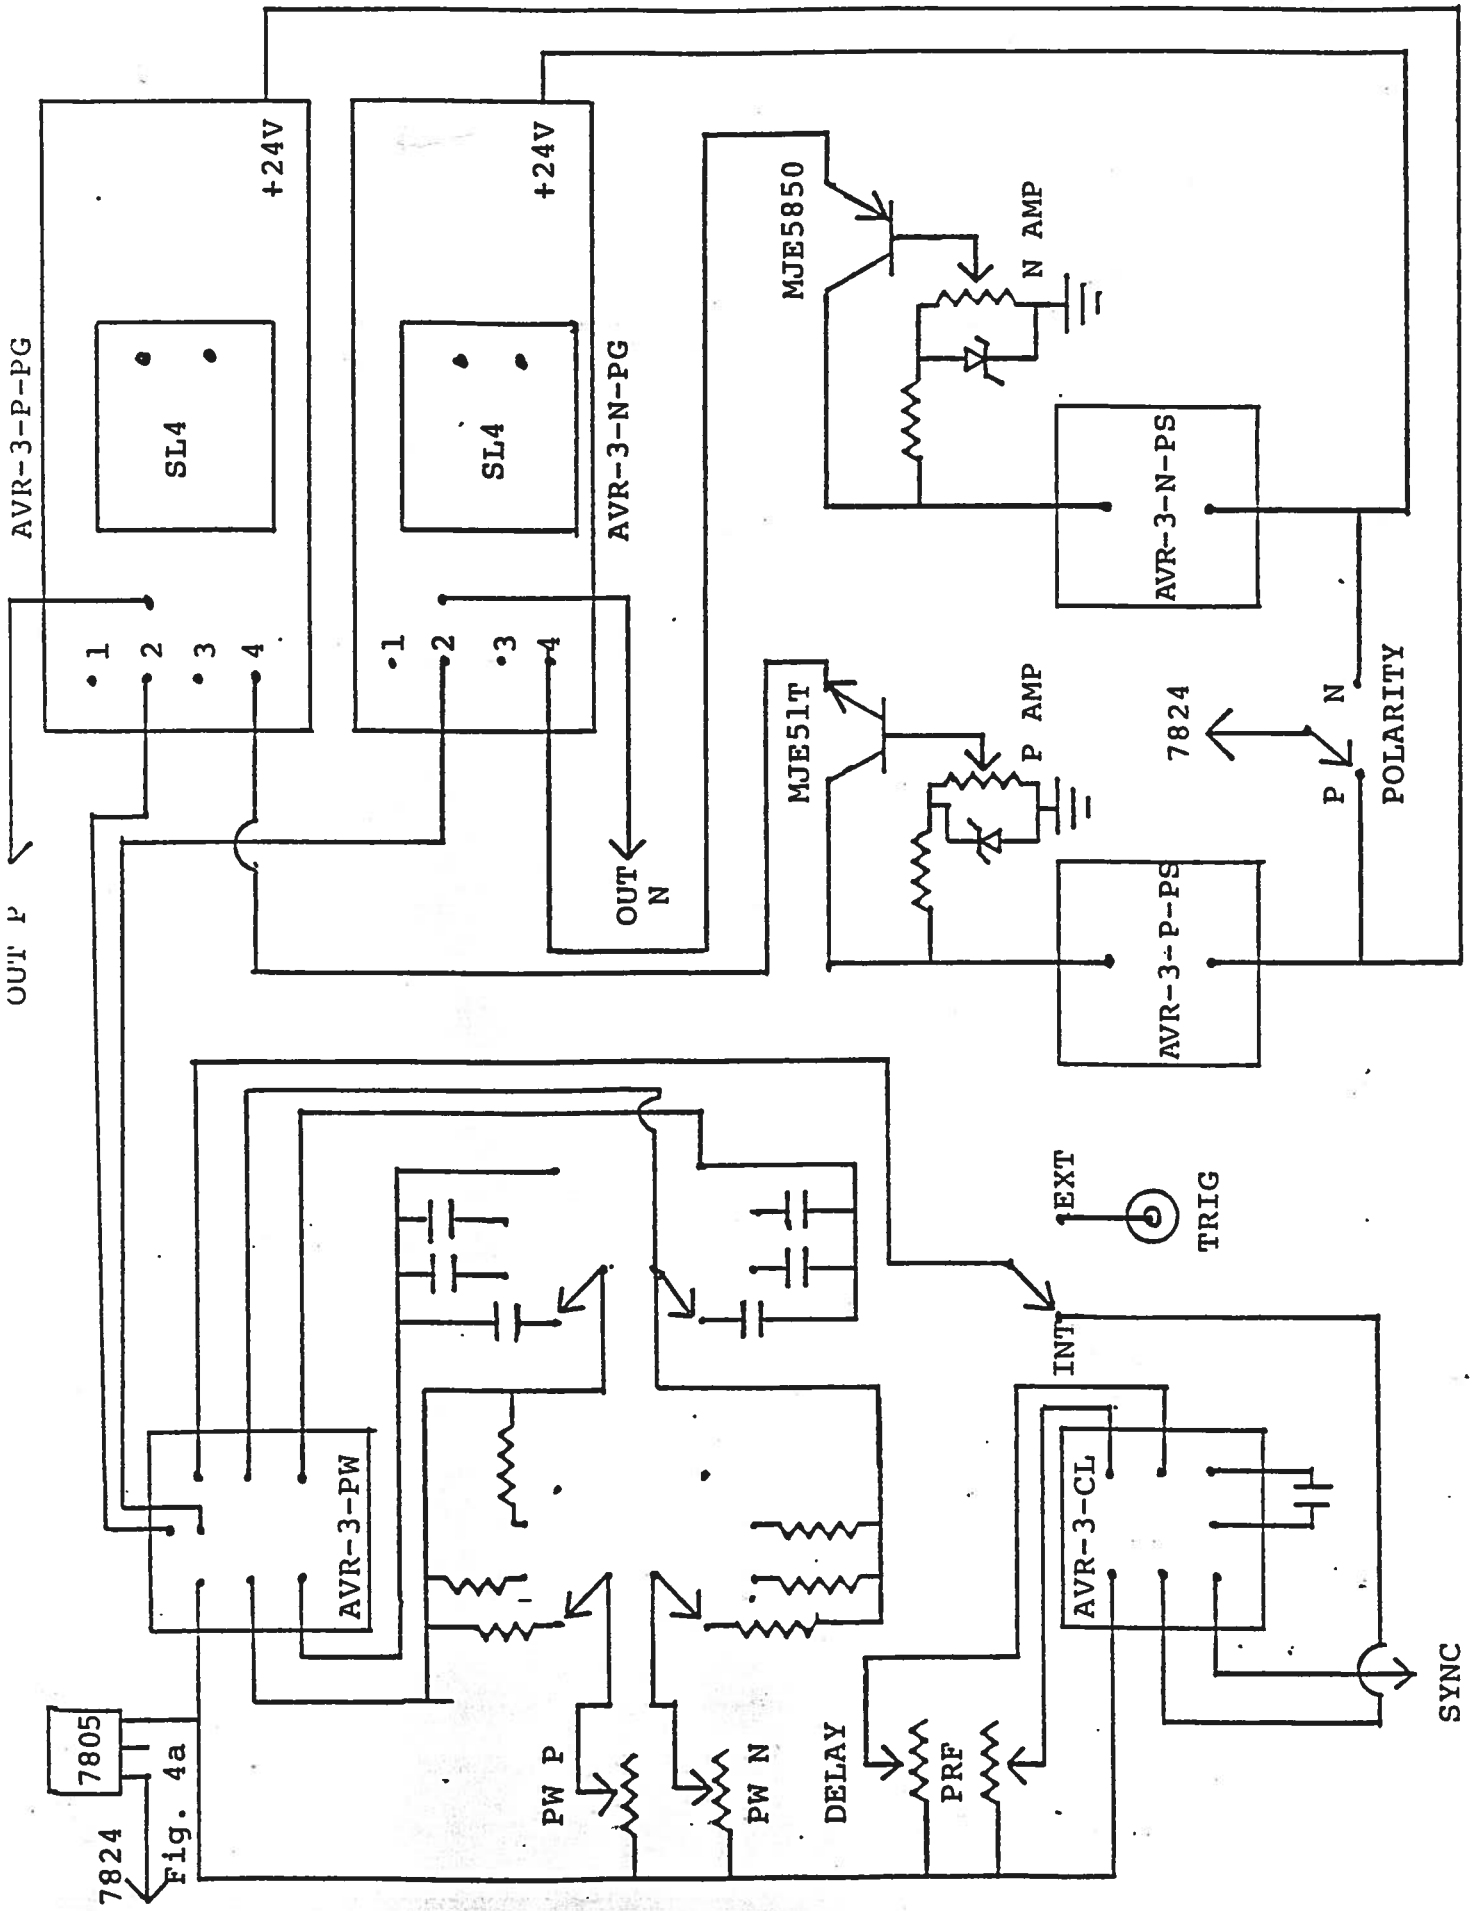 OUT P
AVR-3-P-PG
7805
7824
1
2
3
4
SL4
+24V
Fig. 4a
AVR-3-PW
1
2
3
4
SL4
+24V
OUT
N
AVR-3-N-PG
PW P
PW N
MJE51T
MJE5850
DELAY
PRF
P AMP
N AMP
INT
EXT
AVR-3-CL
TRIG
AVR-3-P-PS
AVR-3-N-PS
7824
P
N
POLARITY
SYNC